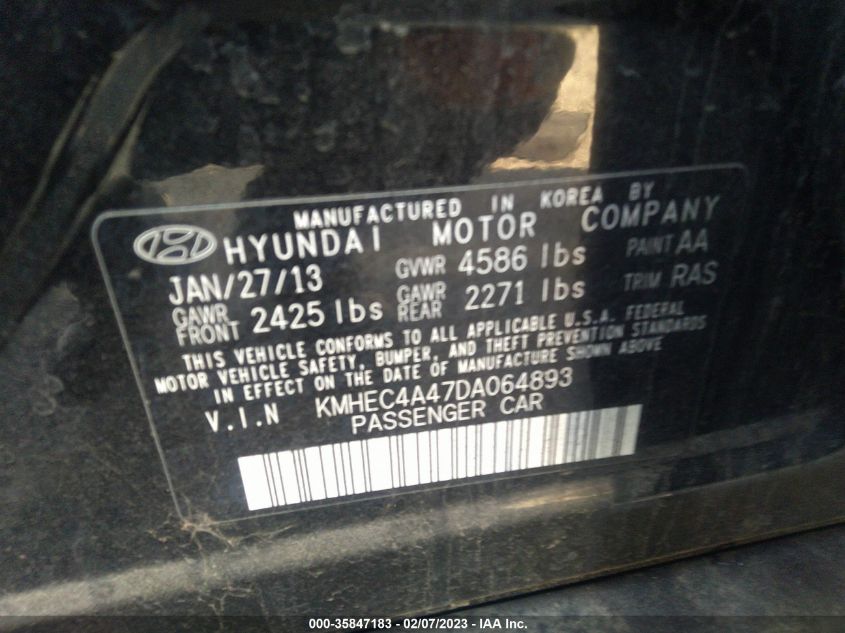 MANUFACTURED IN KOREA BY
HYUNDAI MOTOR COMPANY
JAN/27/13 GVWR 4586 lbs PAINT AA
GAWR FRONT 2425 lbs GAWR REAR 2271 lbs TRIM RAS
THIS VEHICLE CONFORMS TO ALL APPLICABLE U.S.A. FEDERAL
MOTOR VEHICLE SAFETY, BUMPER, AND THEFT PREVENTION STANDARDS
IN EFFECT ON THE DATE OF MANUFACTURE SHOWN ABOVE
V.I.N KMHEC4A47DA064893
PASSENGER CAR
000-35847183 - 02/07/2023 - IAA Inc.